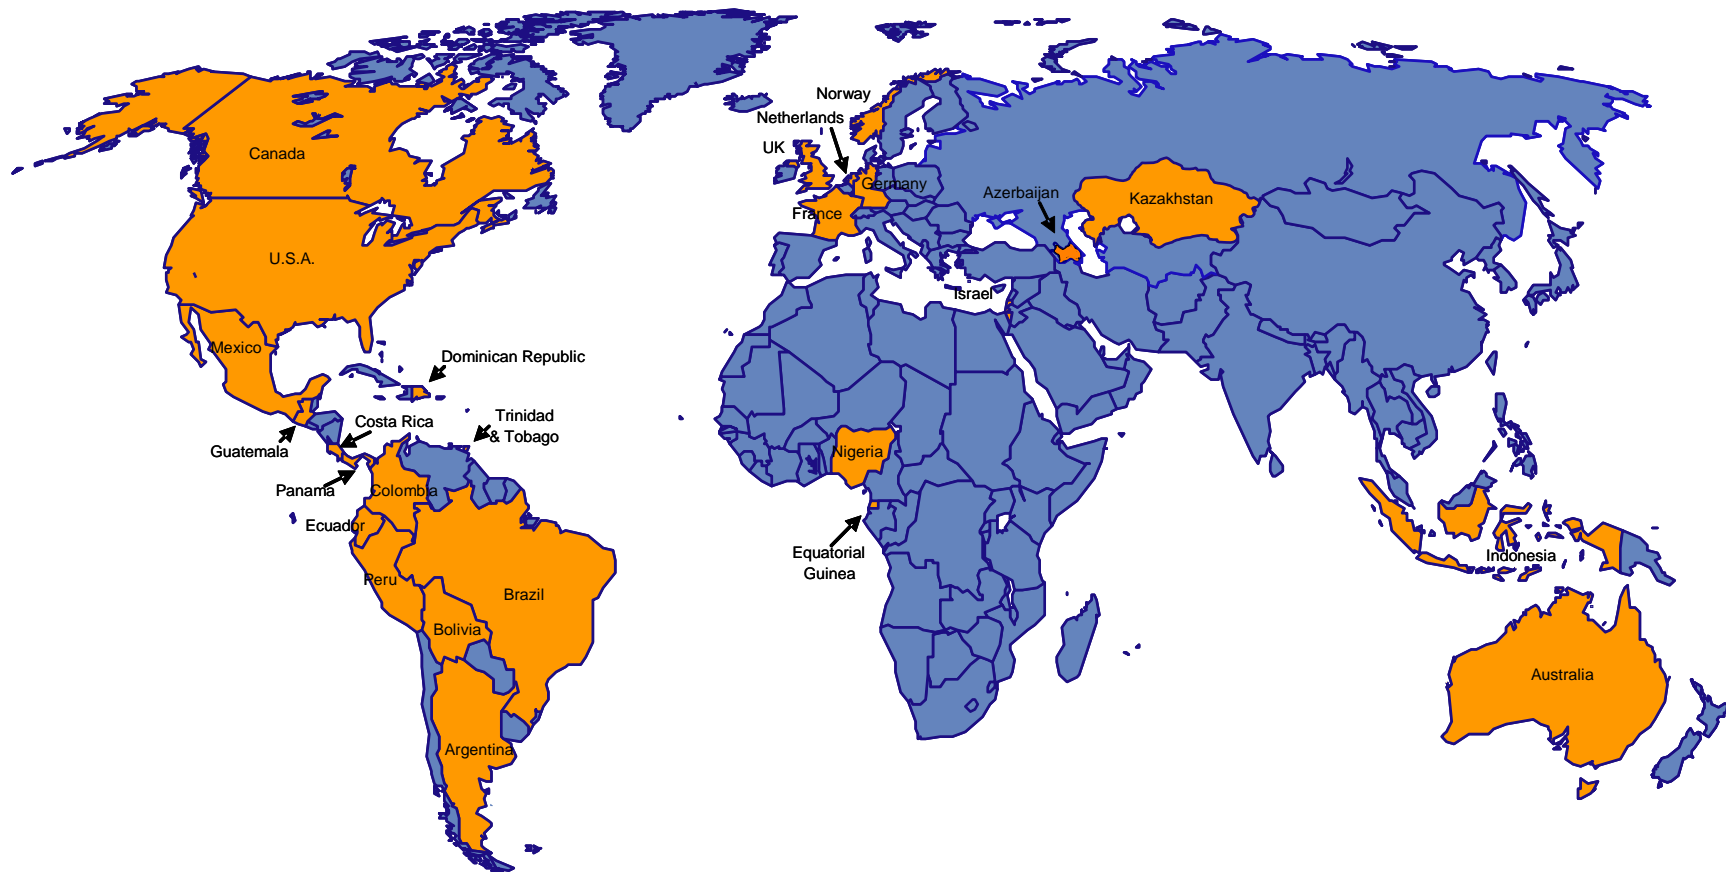 Norway
Netherlands
UK
Canada
Germany
Azerbaijan
Kazakhstan
France
U.S.A.
Israel
Mexico
Dominican Republic
Costa Rica
Trinidad
& Tobago
Guatemala
Nigeria
Panama
Colombia
Ecuador
Equatorial
Guinea
Indonesia
Peru
Brazil
Bolivia
Australia
Argentina